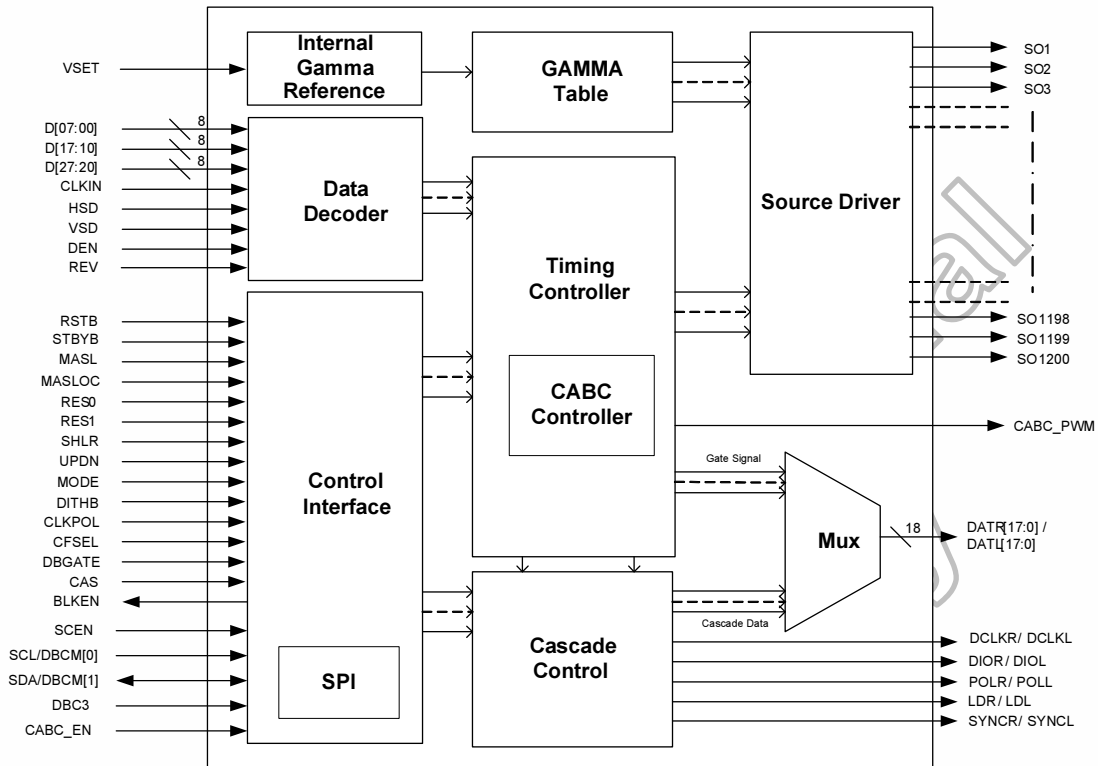 VSET
D[07:00]
8
D[17:10]
8
D[27:20]
8
CLKIN
HSD
VSD
DEN
REV
RSTB
STBYB
MASL
MASLOC
RES0
RES1
SHLR
UPDN
MODE
DITHB
CLKPOL
CFSEL
DBGATE
CAS
BLKEN
SCEN
SCL/DBCM[0]
SDA/DBCM[1]
DBC3
CABC_EN
Internal
Gamma
Reference
Data
Decoder
Control
Interface
SPI
GAMMA
Table
Timing
Controller
CABC
Controller
Cascade
Control
Source Driver
Gate Signal
Mux
Cascade Data
SO1
SO2
SO3
SO1198
SO1199
SO1200
CABC_PWM
18
DATR[17:0] /
DATL[17:0]
DCLKR/ DCLKL
DIOR/ DIOL
POLR/ POLL
LDR/ LDL
SYNCR/ SYNCL